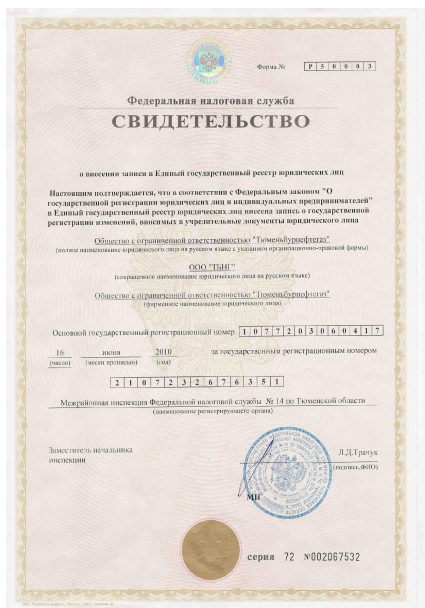 Форма № Р 5 0 0 0 3
Федеральная налоговая служба
СВИДЕТЕЛЬСТВО
о внесении записи в Единый государственный реестр юридических лиц
Настоящим подтверждается, что в соответствии с Федеральным законом "О
государственной регистрации юридических лиц и индивидуальных предпринимателей"
в Единый государственный реестр юридических лиц внесена запись о государственной
регистрации изменений, вносимых в учредительные документы юридического лица
Общество с ограниченной ответственностью "Тюменьбурнефтегаз"
(полное наименование юридического лица на русском языке с указанием организационно-правовой формы)
ООО "ТБНГ"
(сокращенное наименование юридического лица на русском языке)
Общество с ограниченной ответственностью "Тюменьбурнефтегаз"
(фирменное наименование юридического лица)
Основной государственный регистрационный номер 1 0 7 7 2 0 3 0 6 0 4 1 7
16 июня 2010 за государственным регистрационным номером
(число) (месяц прописью) (год)
2 1 0 7 2 3 2 6 7 6 3 5 1
Межрайонная инспекция Федеральной налоговой службы № 14 по Тюменской области
(наименование регистрирующего органа)
Заместитель начальника
инспекции
Л.Д.Трачук
(подпись, ФИО)
МП
серия 72 №002067532